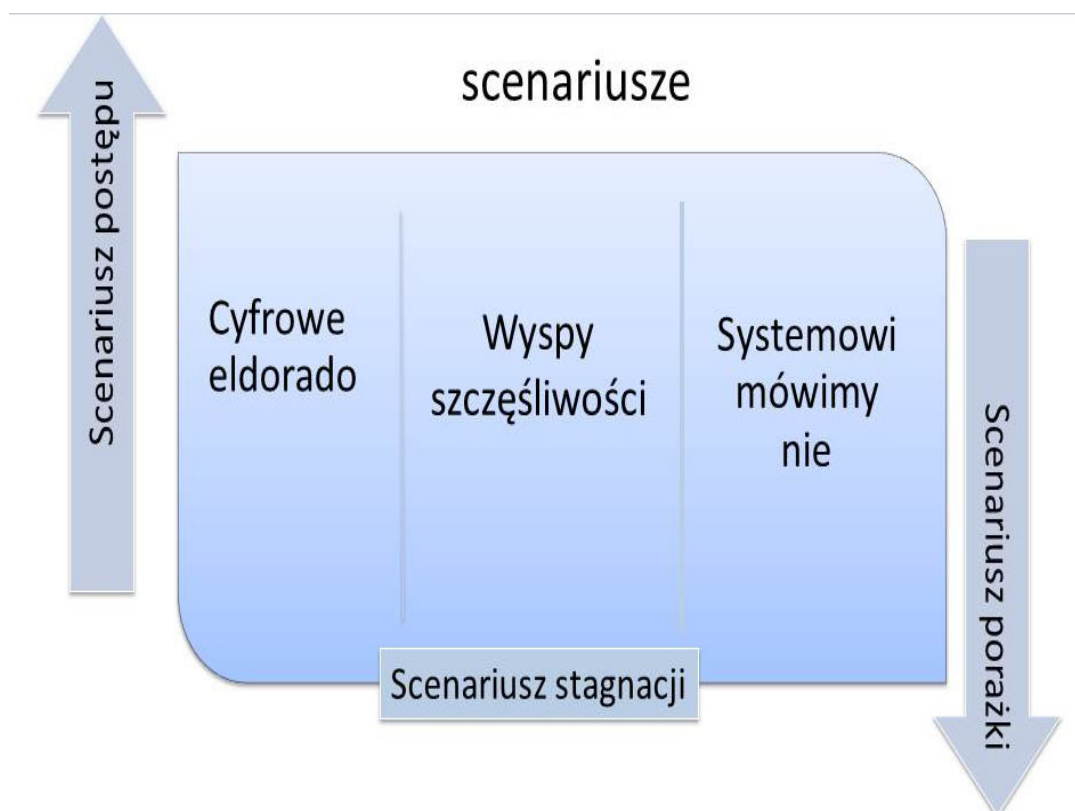 scenariusze
Scenariusz postępu
Cyfrowe
eldorado
Wyspy
szczęśliwości
Systemowi
mówimy
nie
Scenariusz stagnacji
Scenariusz porażki